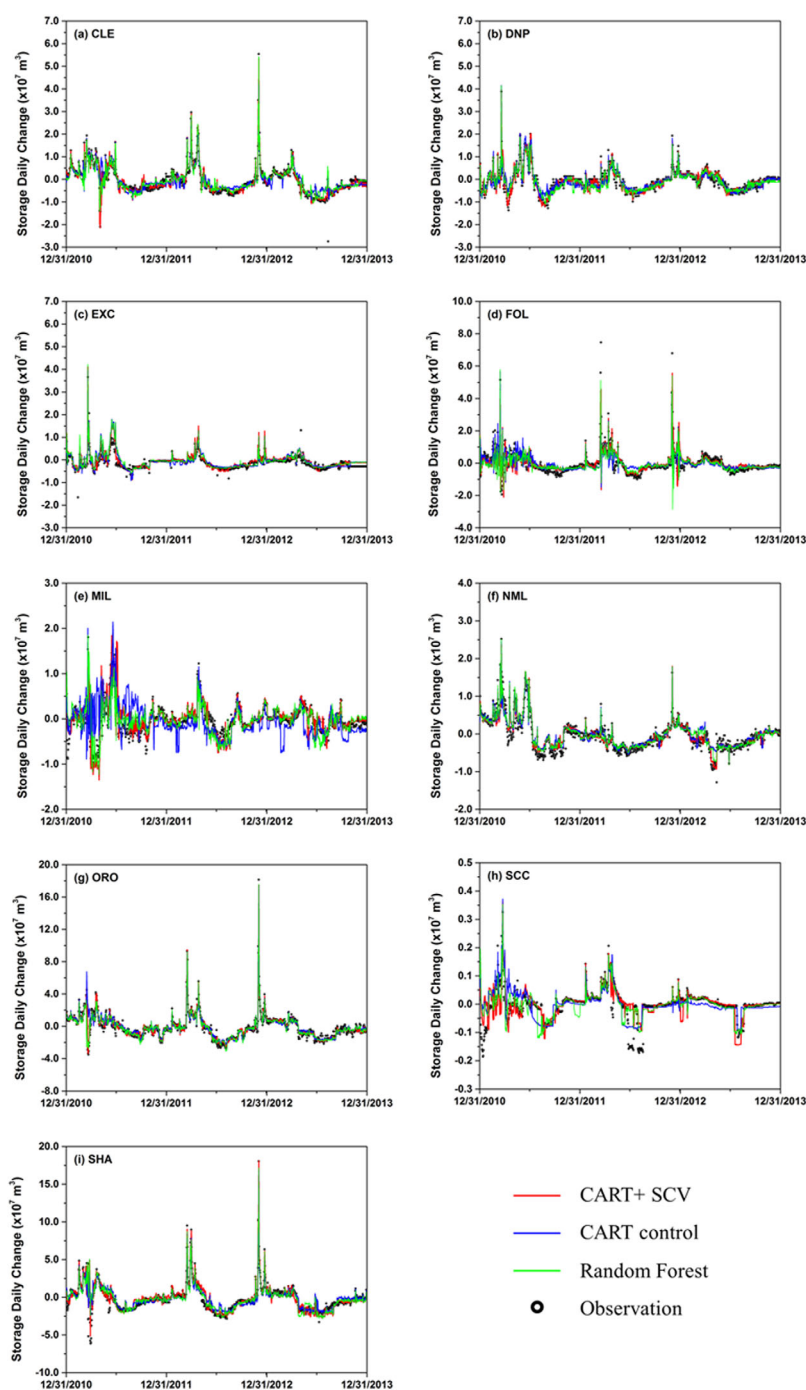 (a) CLE
Storage Daily Change (x10⁷ m³)
7.0
6.0
5.0
4.0
3.0
2.0
1.0
0.0
-1.0
-2.0
-3.0
12/31/2010 12/31/2011 12/31/2012 12/31/2013
(b) DNP
Storage Daily Change (x10⁷ m³)
7.0
6.0
5.0
4.0
3.0
2.0
1.0
0.0
-1.0
-2.0
-3.0
12/31/2010 12/31/2011 12/31/2012 12/31/2013
(c) EXC
Storage Daily Change (x10⁷ m³)
7.0
6.0
5.0
4.0
3.0
2.0
1.0
0.0
-1.0
-2.0
-3.0
12/31/2010 12/31/2011 12/31/2012 12/31/2013
(d) FOL
Storage Daily Change (x10⁷ m³)
10.0
8.0
6.0
4.0
2.0
0.0
-2.0
-4.0
12/31/2010 12/31/2011 12/31/2012 12/31/2013
(e) MIL
Storage Daily Change (x10⁷ m³)
3.0
2.0
1.0
0.0
-1.0
-2.0
12/31/2010 12/31/2011 12/31/2012 12/31/2013
(f) NML
Storage Daily Change (x10⁷ m³)
4.0
3.0
2.0
1.0
0.0
-1.0
-2.0
12/31/2010 12/31/2011 12/31/2012 12/31/2013
(g) ORO
Storage Daily Change (x10⁷ m³)
20.0
16.0
12.0
8.0
4.0
0.0
-4.0
-8.0
12/31/2010 12/31/2011 12/31/2012 12/31/2013
(h) SCC
Storage Daily Change (x10⁷ m³)
0.5
0.4
0.3
0.2
0.1
0.0
-0.1
-0.2
-0.3
12/31/2010 12/31/2011 12/31/2012 12/31/2013
(i) SHA
Storage Daily Change (x10⁷ m³)
20.0
15.0
10.0
5.0
0.0
-5.0
-10.0
12/31/2010 12/31/2011 12/31/2012 12/31/2013
CART+ SCV
CART control
Random Forest
Observation